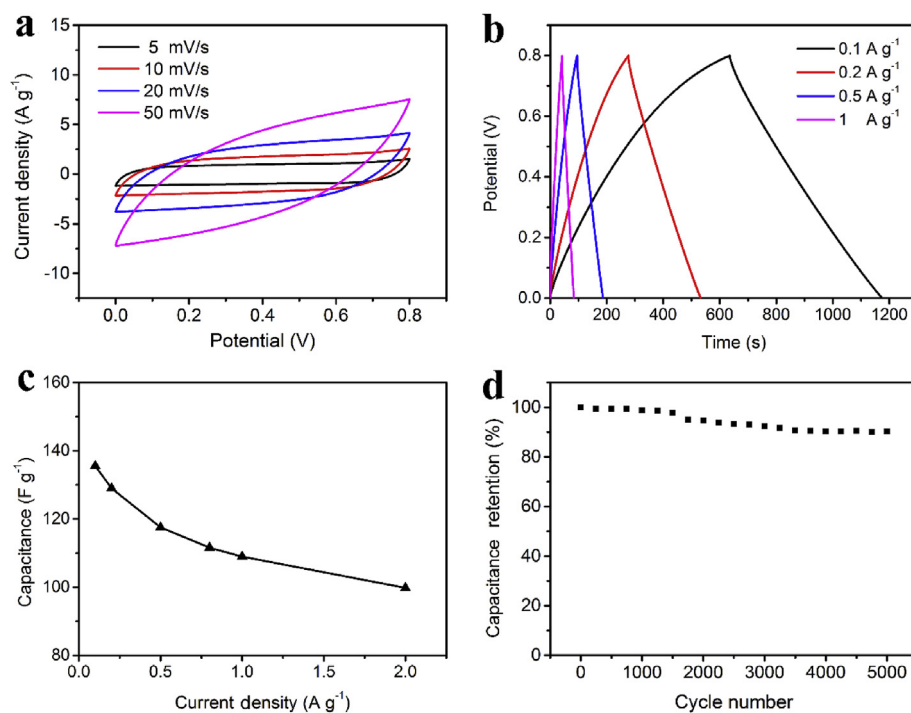 a
5 mV/s
10 mV/s
20 mV/s
50 mV/s
Current density (A g⁻¹)
15
10
5
0
-5
-10
0.0 0.2 0.4 0.6 0.8
Potential (V)
b
0.1 A g⁻¹
0.2 A g⁻¹
0.5 A g⁻¹
1 A g⁻¹
Potential (V)
0.8
0.4
0.0
0 200 400 600 800 1000 1200
Time (s)
c
Capacitance (F g⁻¹)
160
140
120
100
80
0.0 0.5 1.0 1.5 2.0
Current density (A g⁻¹)
d
Capacitance retention (%)
100
80
60
40
20
0
0 1000 2000 3000 4000 5000
Cycle number